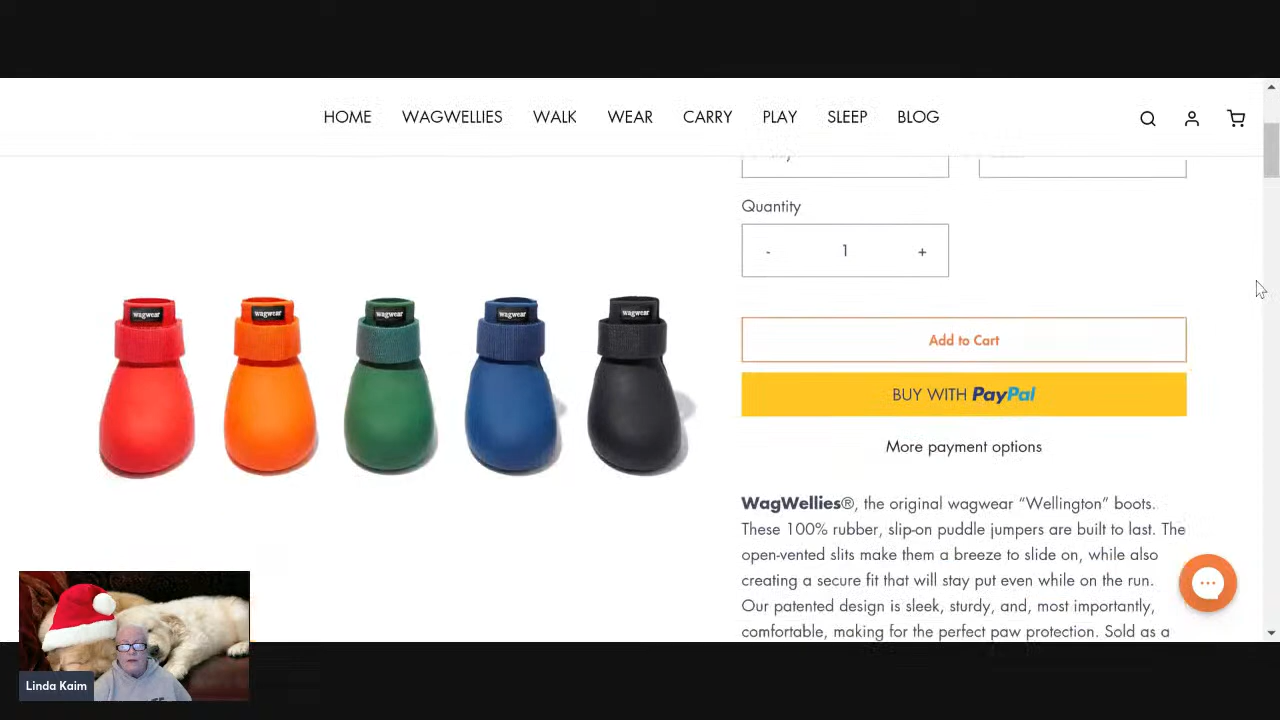 HOME WAGWELLIES WALK WEAR CARRY PLAY SLEEP BLOG
Quantity
- 1 +
wagwear wagwear wagwear wagwear wagwear
Add to Cart
BUY WITH PayPal
More payment options
WagWellies®, the original wagwear “Wellington” boots.
These 100% rubber, slip-on puddle jumpers are built to last. The
open-vented slits make them a breeze to slide on, while also
creating a secure fit that will stay put even while on the run.
Our patented design is sleek, sturdy, and, most importantly,
comfortable, making for the perfect paw protection. Sold as a
Linda Kaim